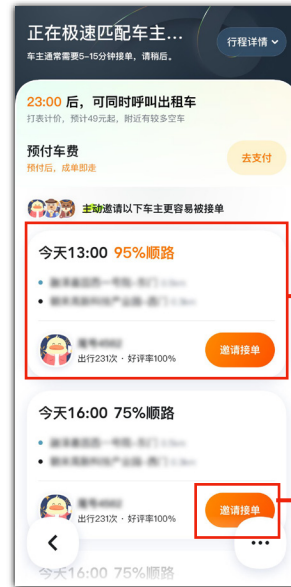 正在极速匹配车主...
行程详情
车主通常需要5-15分钟接单，请稍后。
23:00 后，可同时呼叫出租车
打表计价，预计49元起，附近有较多空车
预付车费
预付后，成单即走
去支付
主动邀请以下车主更容易被接单
今天13:00 95%顺路
出行231次 · 好评率100%
邀请接单
今天16:00 75%顺路
出行231次 · 好评率100%
邀请接单
今天16:00 75%顺路